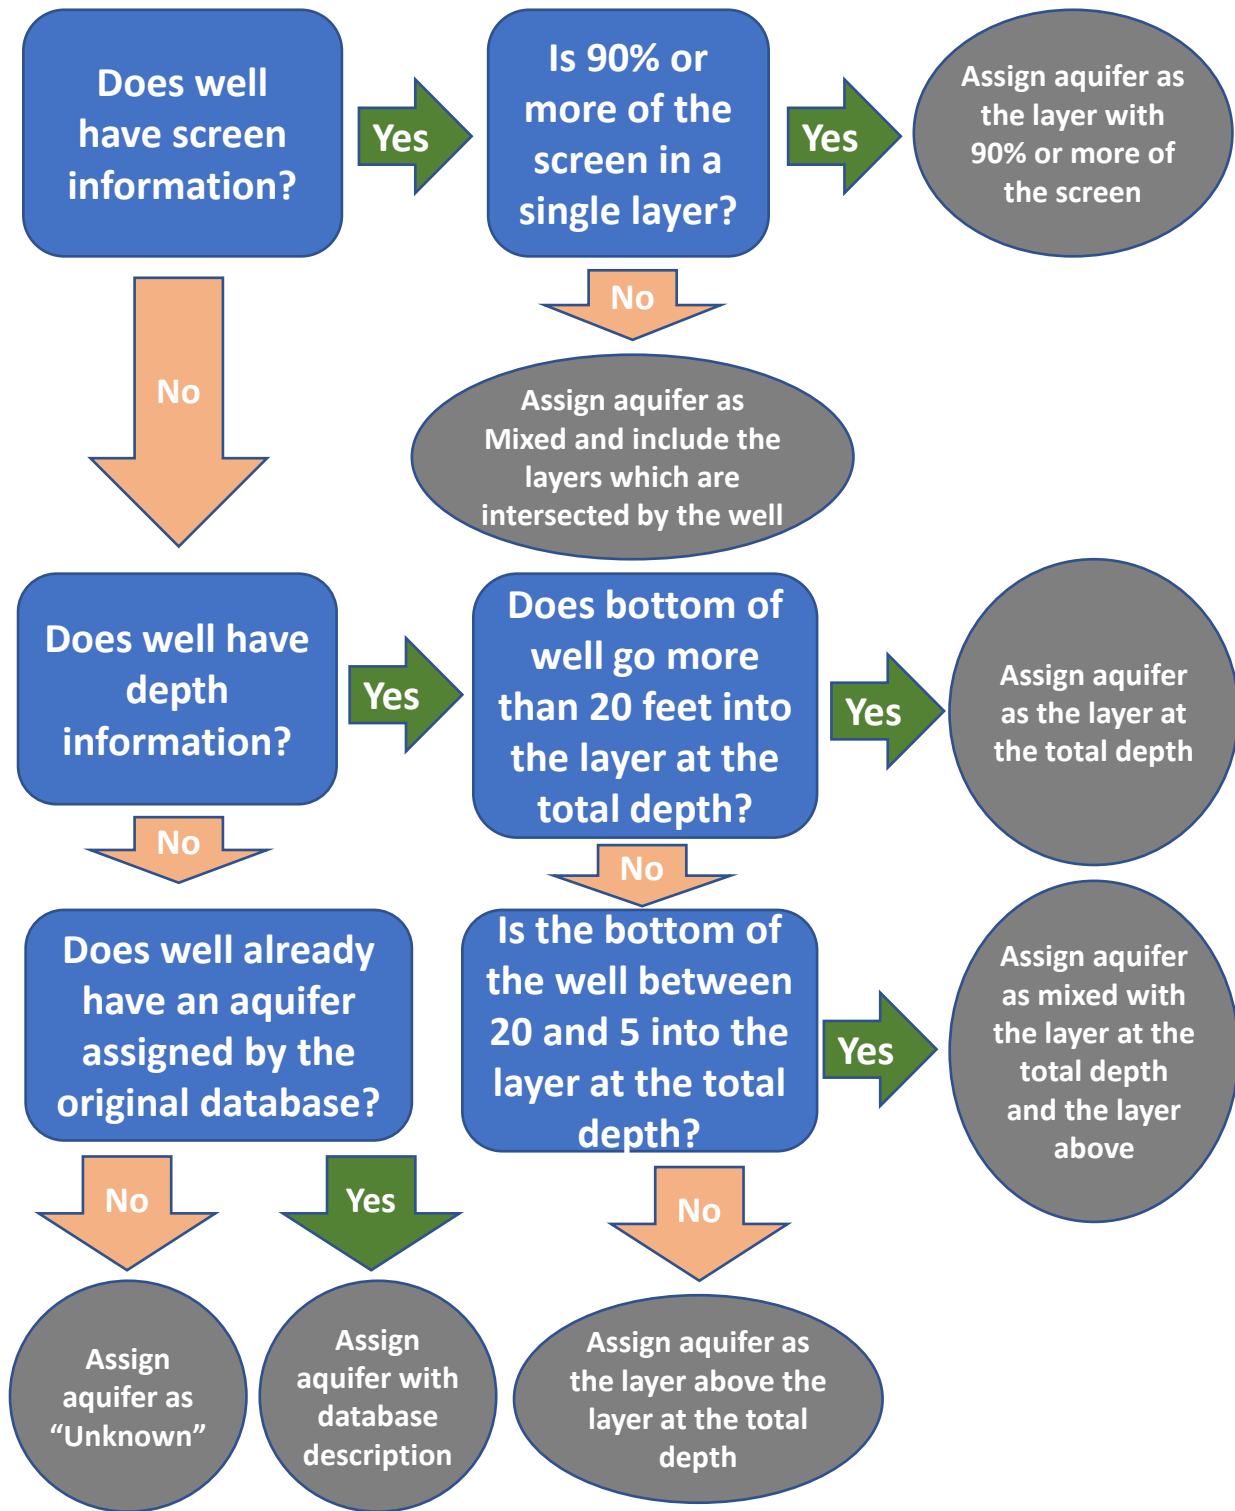 Does well
have screen
information?
Yes
Is 90% or
more of the
screen in a
single layer?
Yes
Assign aquifer as
the layer with
90% or more of
the screen
No
No
Assign aquifer as
Mixed and include the
layers which are
intersected by the well
Does well have
depth
information?
Yes
Does bottom of
well go more
than 20 feet into
the layer at the
total depth?
Yes
Assign aquifer
as the layer at
the total depth
No
No
Does well already
have an aquifer
assigned by the
original database?
Is the bottom of
the well between
20 and 5 into the
layer at the total
depth?
Yes
Assign aquifer
as mixed with
the layer at the
total depth
and the layer
above
No
Yes
No
Assign
aquifer as
“Unknown”
Assign
aquifer with
database
description
Assign aquifer as
the layer above the
layer at the total
depth